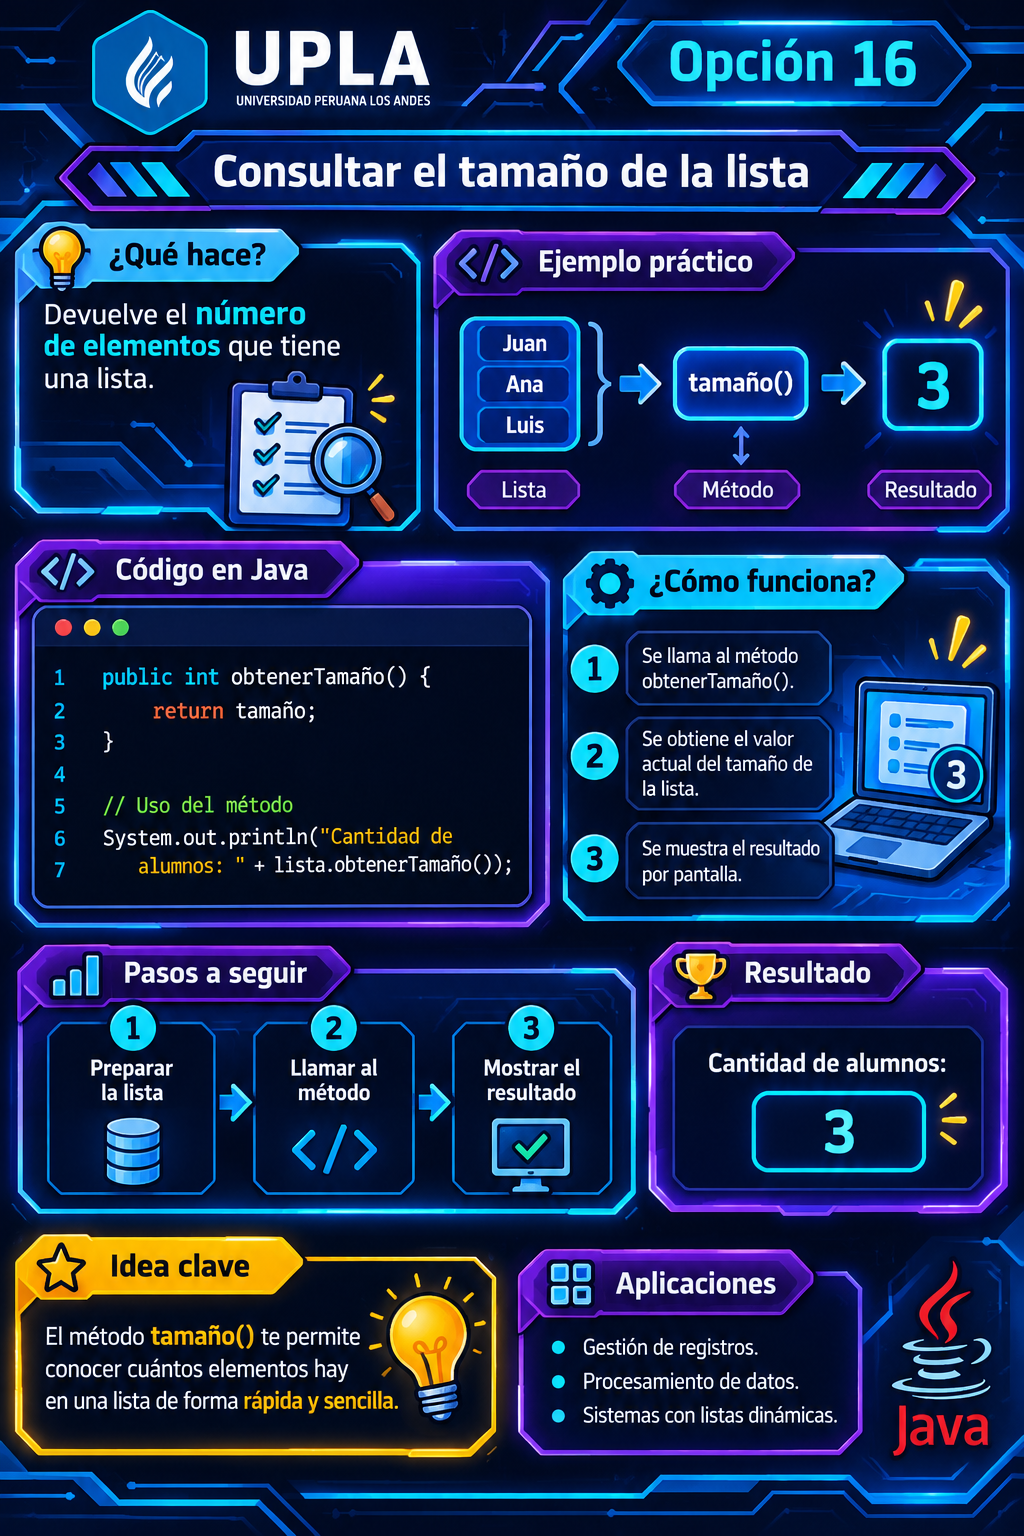 UPLA
UNIVERSIDAD PERUANA LOS ANDES
Opción 16
Consultar el tamaño de la lista
¿Qué hace?
Devuelve el número
de elementos que tiene
una lista.
</> Ejemplo práctico
Juan
Ana
Luis
tamaño()
3
Lista
Método
Resultado
</> Código en Java
1 public int obtenerTamaño() {
2 return tamaño;
3 }
4
5 // Uso del método
6 System.out.println("Cantidad de
7 alumnos: " + lista.obtenerTamaño());
¿Cómo funciona?
1
Se llama al método
obtenerTamaño().
2
Se obtiene el valor
actual del tamaño de
la lista.
3
Se muestra el resultado
por pantalla.
3
Pasos a seguir
1
Preparar
la lista
2
Llamar al
método
</>
3
Mostrar el
resultado
Resultado
Cantidad de alumnos:
3
Idea clave
El método tamaño() te permite
conocer cuántos elementos hay
en una lista de forma rápida y sencilla.
Aplicaciones
• Gestión de registros.
• Procesamiento de datos.
• Sistemas con listas dinámicas.
Java